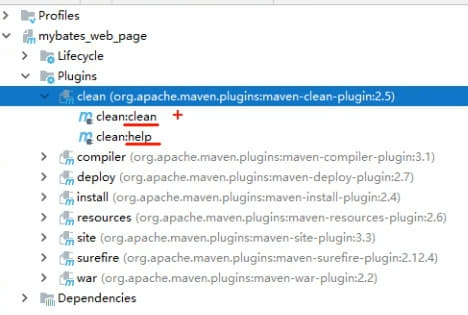 Profiles
mybates_web_page
Lifecycle
Plugins
clean (org.apache.maven.plugins:maven-clean-plugin:2.5)
clean:clean +
clean:help
compiler (org.apache.maven.plugins:maven-compiler-plugin:3.1)
deploy (org.apache.maven.plugins:maven-deploy-plugin:2.7)
install (org.apache.maven.plugins:maven-install-plugin:2.4)
resources (org.apache.maven.plugins:maven-resources-plugin:2.6)
site (org.apache.maven.plugins:maven-site-plugin:3.3)
surefire (org.apache.maven.plugins:maven-surefire-plugin:2.12.4)
war (org.apache.maven.plugins:maven-war-plugin:2.2)
Dependencies